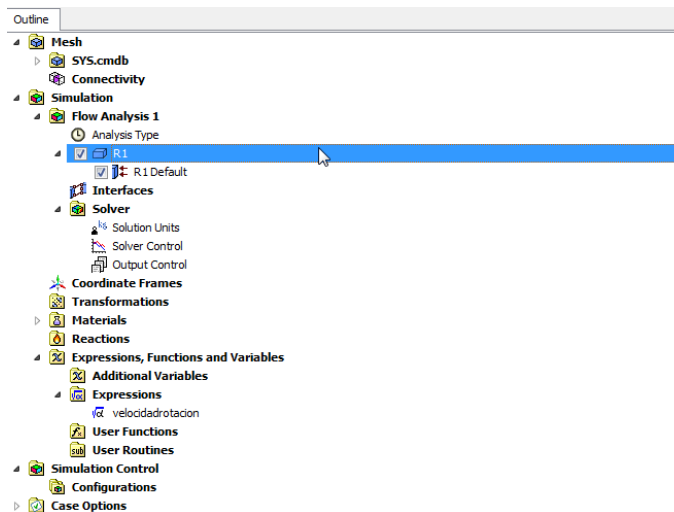 Outline
Mesh
SYS.cmdb
Connectivity
Simulation
Flow Analysis 1
Analysis Type
R1
R1 Default
Interfaces
Solver
Solution Units
Solver Control
Output Control
Coordinate Frames
Transformations
Materials
Reactions
Expressions, Functions and Variables
Additional Variables
Expressions
velocidadrotacion
User Functions
User Routines
Simulation Control
Configurations
Case Options